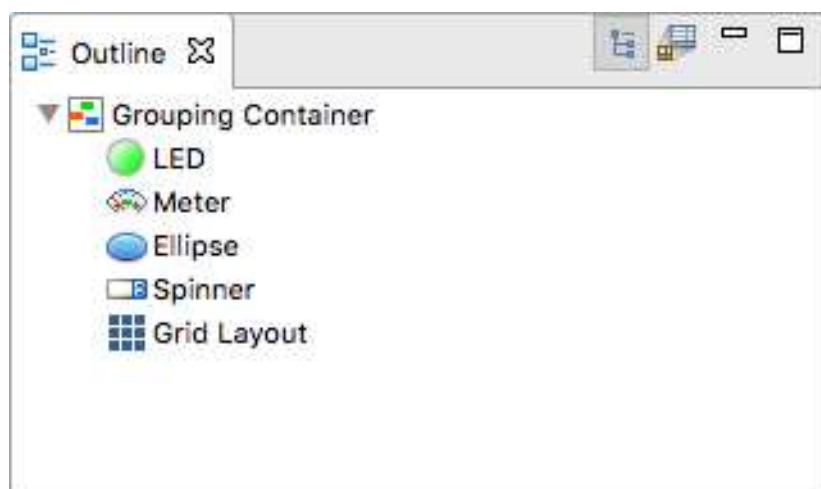 Outline
Grouping Container
LED
Meter
Ellipse
Spinner
Grid Layout